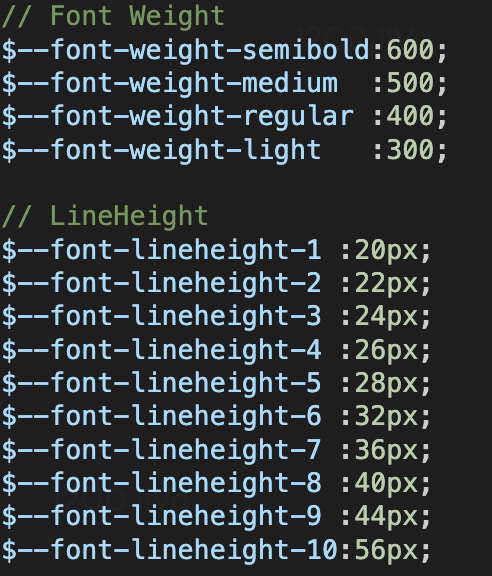 // Font Weight
$--font-weight-semibold:600;
$--font-weight-medium  :500;
$--font-weight-regular :400;
$--font-weight-light   :300;

// LineHeight
$--font-lineheight-1 :20px;
$--font-lineheight-2 :22px;
$--font-lineheight-3 :24px;
$--font-lineheight-4 :26px;
$--font-lineheight-5 :28px;
$--font-lineheight-6 :32px;
$--font-lineheight-7 :36px;
$--font-lineheight-8 :40px;
$--font-lineheight-9 :44px;
$--font-lineheight-10:56px;